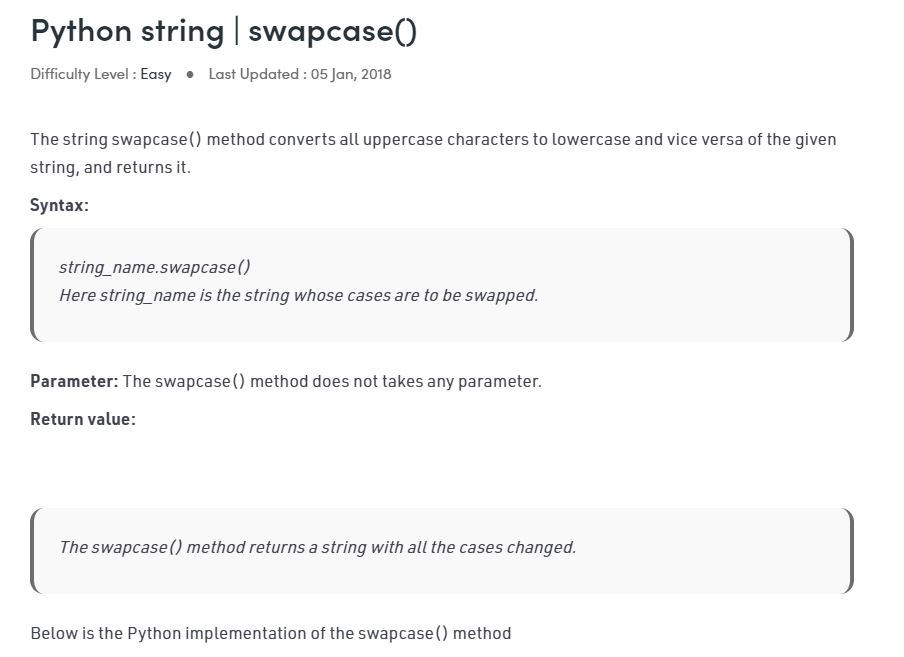 Python string | swapcase()
Difficulty Level : Easy ● Last Updated : 05 Jan, 2018
The string swapcase() method converts all uppercase characters to lowercase and vice versa of the given
string, and returns it.
Syntax:
string_name.swapcase()
Here string_name is the string whose cases are to be swapped.
Parameter: The swapcase() method does not takes any parameter.
Return value:
The swapcase() method returns a string with all the cases changed.
Below is the Python implementation of the swapcase() method